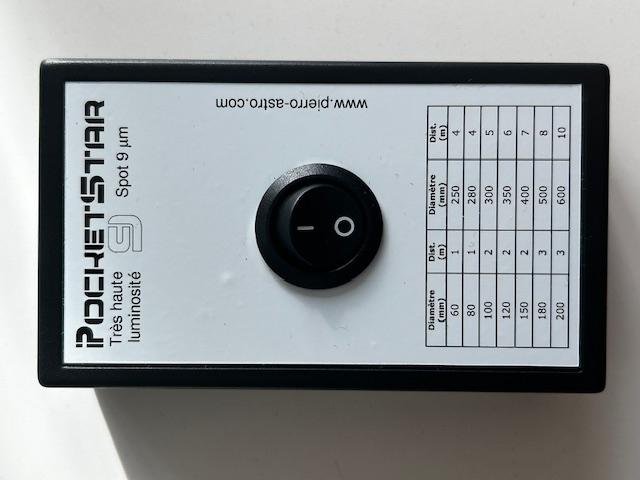 PocketStar
Très haute 9 Spot 9 µm
luminosité
www.pierro-astro.com
I O
Diamètre (mm) Dist. (m) Diamètre (mm) Dist. (m)
60 1 250 4
80 1 280 4
100 2 300 5
120 2 350 6
150 2 400 7
180 3 500 8
200 3 600 10